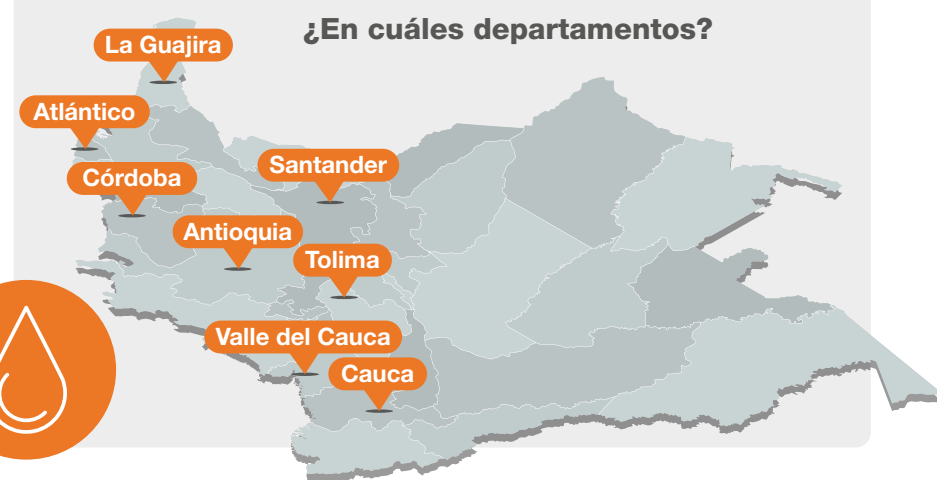 ¿En cuáles departamentos?
La Guajira
Atlántico
Santander
Córdoba
Antioquia
Tolima
Valle del Cauca
Cauca